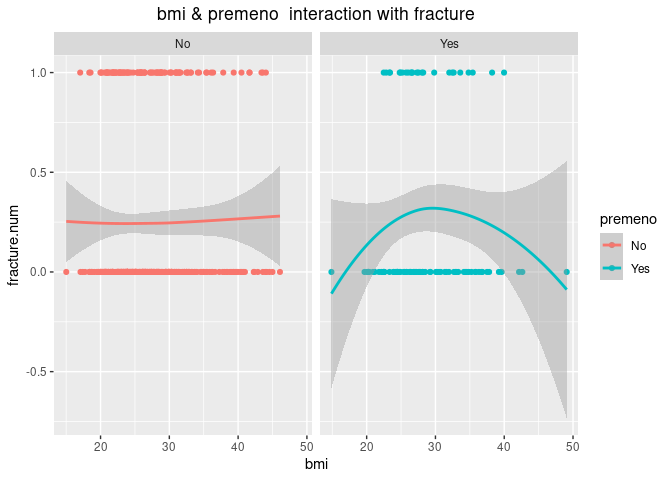 bmi & premeno  interaction with fracture
No
Yes
fracture.num
1.0
0.5
0.0
-0.5
20
30
40
50
20
30
40
50
bmi
premeno
No
Yes